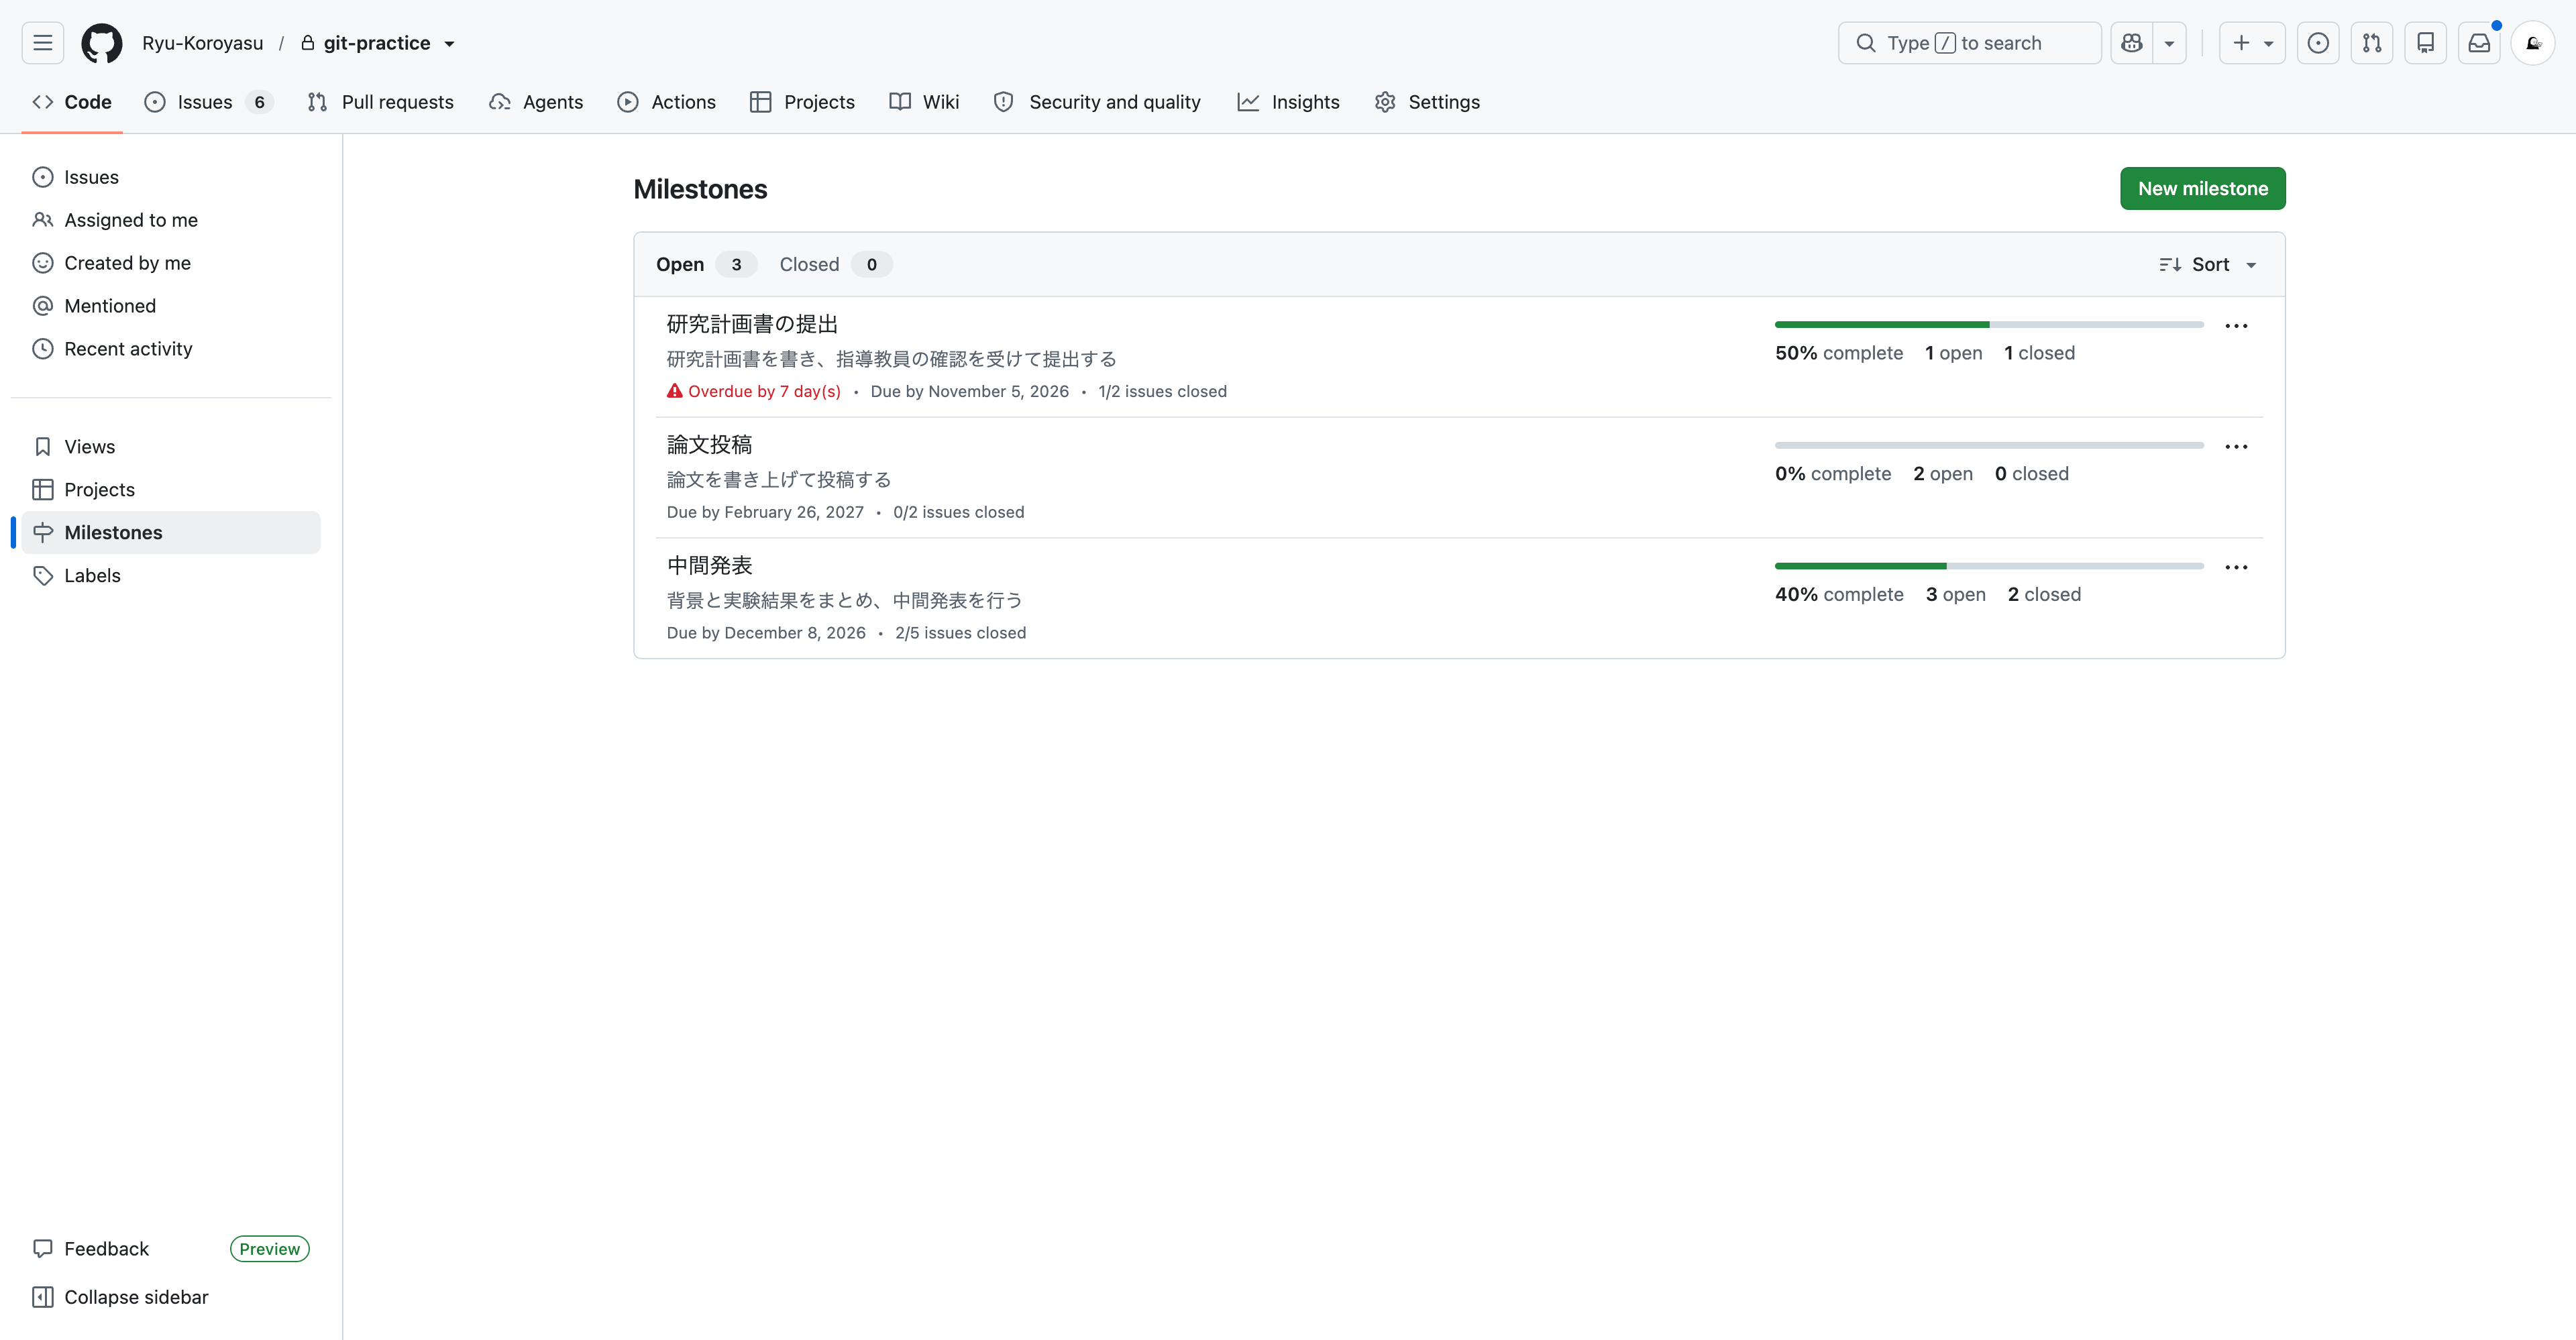 Ryu-Koroyasu / git-practice
Type / to search
Code
Issues 6
Pull requests
Agents
Actions
Projects
Wiki
Security and quality
Insights
Settings
Issues
Assigned to me
Created by me
Mentioned
Recent activity
Views
Projects
Milestones
Labels
Feedback
Preview
Collapse sidebar
Milestones
New milestone
Open 3 Closed 0
Sort
研究計画書の提出
研究計画書を書き、指導教員の確認を受けて提出する
Overdue by 7 day(s) • Due by November 5, 2026 • 1/2 issues closed
50% complete 1 open 1 closed
論文投稿
論文を書き上げて投稿する
Due by February 26, 2027 • 0/2 issues closed
0% complete 2 open 0 closed
中間発表
背景と実験結果をまとめ、中間発表を行う
Due by December 8, 2026 • 2/5 issues closed
40% complete 3 open 2 closed